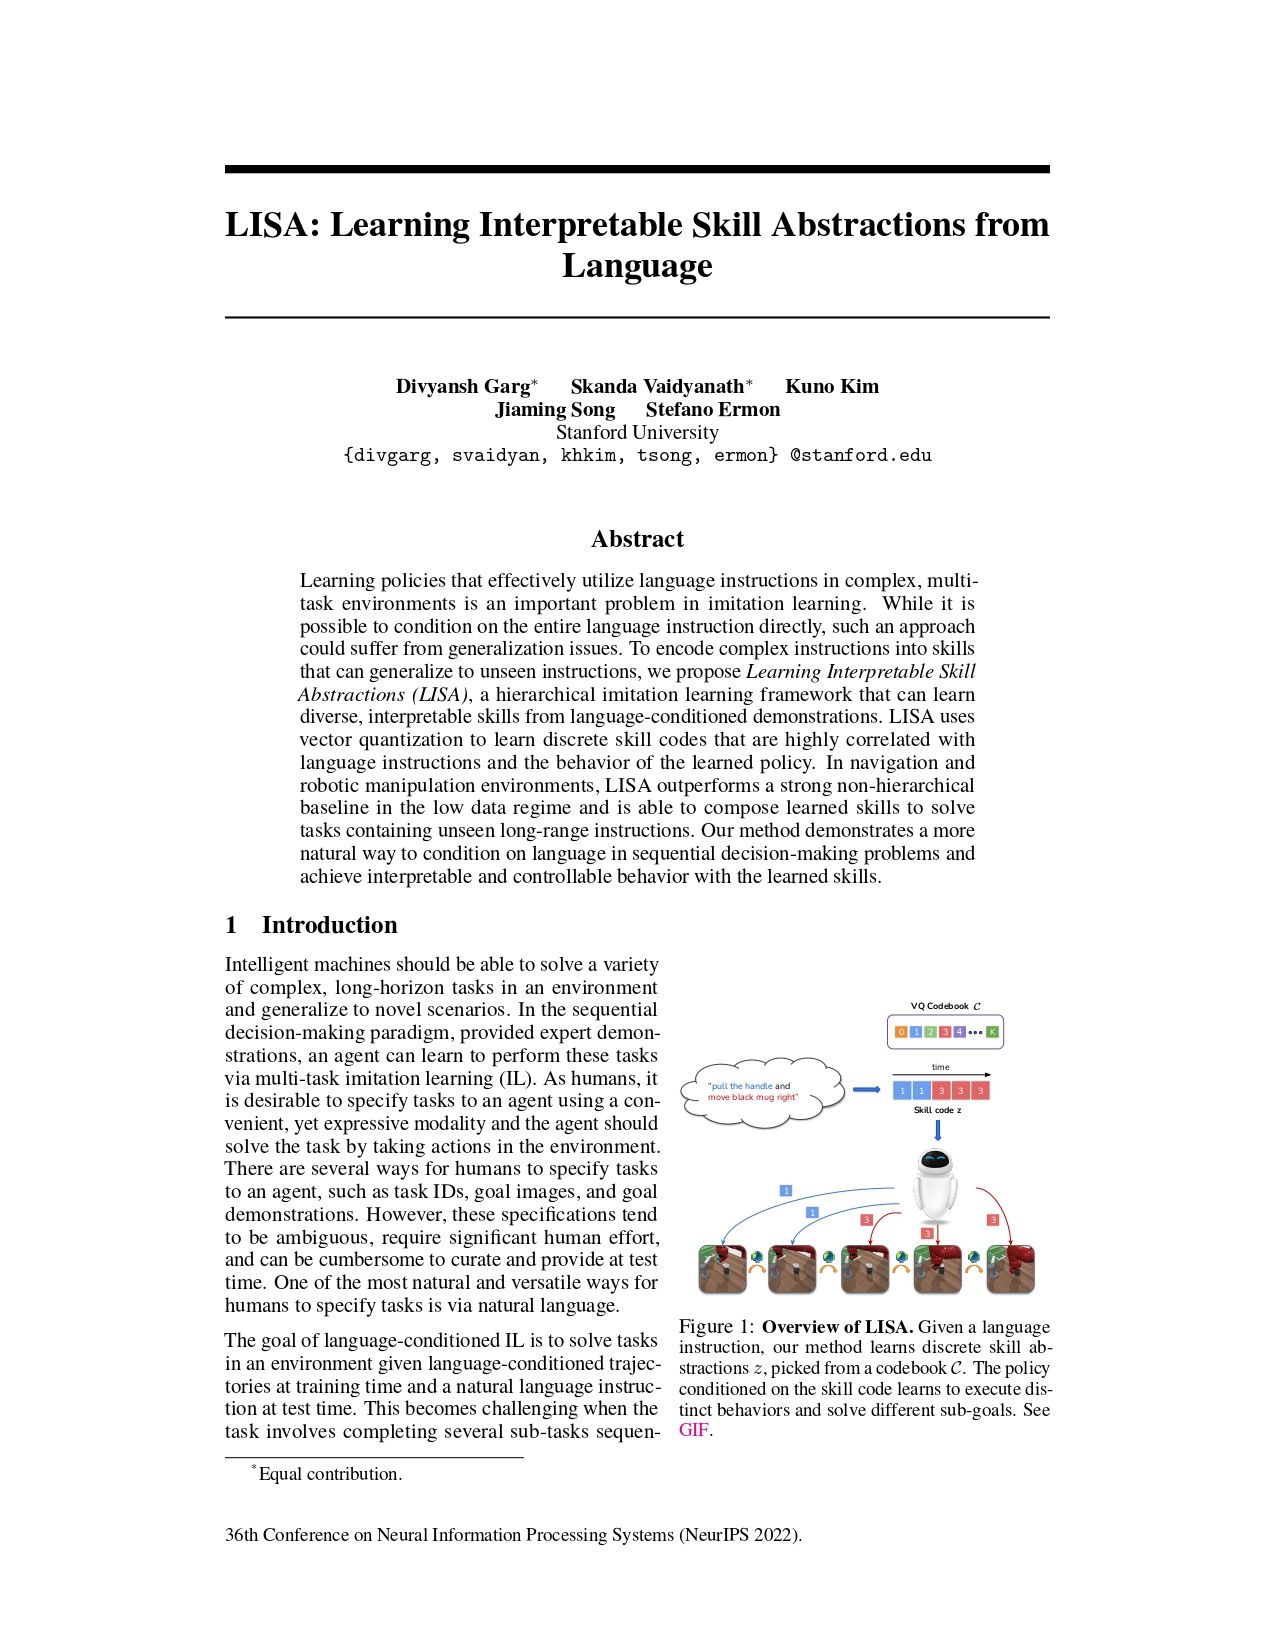 LISA: Learning Interpretable Skill Abstractions from
Language
Divyansh Garg* Skanda Vaidyanath* Kuno Kim
Jiaming Song Stefano Ermon
Stanford University
{divgarg, svaidyan, khkim, tsong, ermon} @stanford.edu
Abstract
Learning policies that effectively utilize language instructions in complex, multi-
task environments is an important problem in imitation learning. While it is
possible to condition on the entire language instruction directly, such an approach
could suffer from generalization issues. To encode complex instructions into skills
that can generalize to unseen instructions, we propose Learning Interpretable Skill
Abstractions (LISA), a hierarchical imitation learning framework that can learn
diverse, interpretable skills from language-conditioned demonstrations. LISA uses
vector quantization to learn discrete skill codes that are highly correlated with
language instructions and the behavior of the learned policy. In navigation and
robotic manipulation environments, LISA outperforms a strong non-hierarchical
baseline in the low data regime and is able to compose learned skills to solve
tasks containing unseen long-range instructions. Our method demonstrates a more
natural way to condition on language in sequential decision-making problems and
achieve interpretable and controllable behavior with the learned skills.
1 Introduction
Intelligent machines should be able to solve a variety
of complex, long-horizon tasks in an environment
and generalize to novel scenarios. In the sequential
decision-making paradigm, provided expert demon-
strations, an agent can learn to perform these tasks
via multi-task imitation learning (IL). As humans, it
is desirable to specify tasks to an agent using a con-
venient, yet expressive modality and the agent should
solve the task by taking actions in the environment.
There are several ways for humans to specify tasks
to an agent, such as task IDs, goal images, and goal
demonstrations. However, these specifications tend
to be ambiguous, require significant human effort,
and can be cumbersome to curate and provide at test
time. One of the most natural and versatile ways for
humans to specify tasks is via natural language.
The goal of language-conditioned IL is to solve tasks
in an environment given language-conditioned trajec-
tories at training time and a natural language instruc-
tion at test time. This becomes challenging when the
task involves completing several sub-tasks sequen-
VQ Codebook C
0 1 2 3 4 ••• K
time
"pull the handle and
move black mug right"
1 1 3 3 3
Skill code z
1
1
3
3
3
Figure 1: Overview of LISA. Given a language
instruction, our method learns discrete skill ab-
stractions z, picked from a codebook C. The policy
conditioned on the skill code learns to execute dis-
tinct behaviors and solve different sub-goals. See
GIF.
*Equal contribution.
36th Conference on Neural Information Processing Systems (NeurIPS 2022).